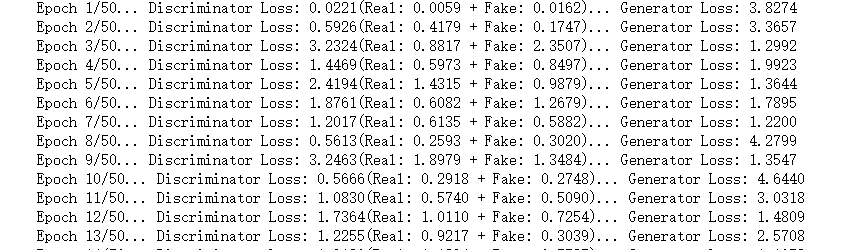 Epoch 1/50... Discriminator Loss: 0.0221(Real: 0.0059 + Fake: 0.0162)... Generator Loss: 3.8274
Epoch 2/50... Discriminator Loss: 0.5926(Real: 0.4179 + Fake: 0.1747)... Generator Loss: 3.3657
Epoch 3/50... Discriminator Loss: 3.2324(Real: 0.8817 + Fake: 2.3507)... Generator Loss: 1.2992
Epoch 4/50... Discriminator Loss: 1.4469(Real: 0.5973 + Fake: 0.8497)... Generator Loss: 1.9923
Epoch 5/50... Discriminator Loss: 2.4194(Real: 1.4315 + Fake: 0.9879)... Generator Loss: 1.3644
Epoch 6/50... Discriminator Loss: 1.8761(Real: 0.6082 + Fake: 1.2679)... Generator Loss: 1.7895
Epoch 7/50... Discriminator Loss: 1.2017(Real: 0.6135 + Fake: 0.5882)... Generator Loss: 1.2200
Epoch 8/50... Discriminator Loss: 0.5613(Real: 0.2593 + Fake: 0.3020)... Generator Loss: 4.2799
Epoch 9/50... Discriminator Loss: 3.2463(Real: 1.8979 + Fake: 1.3484)... Generator Loss: 1.3547
Epoch 10/50... Discriminator Loss: 0.5666(Real: 0.2918 + Fake: 0.2748)... Generator Loss: 4.6440
Epoch 11/50... Discriminator Loss: 1.0830(Real: 0.5740 + Fake: 0.5090)... Generator Loss: 3.0318
Epoch 12/50... Discriminator Loss: 1.7364(Real: 1.0110 + Fake: 0.7254)... Generator Loss: 1.4809
Epoch 13/50... Discriminator Loss: 1.2255(Real: 0.9217 + Fake: 0.3039)... Generator Loss: 2.5708